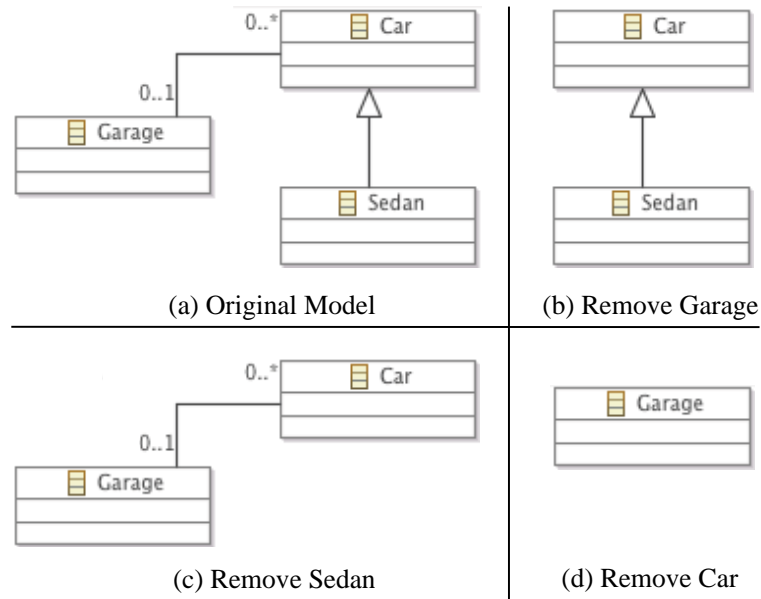 0..* Car
0..1
Garage
Sedan
(a) Original Model
Car
Sedan
(b) Remove Garage
0..* Car
0..1
Garage
(c) Remove Sedan
Garage
(d) Remove Car